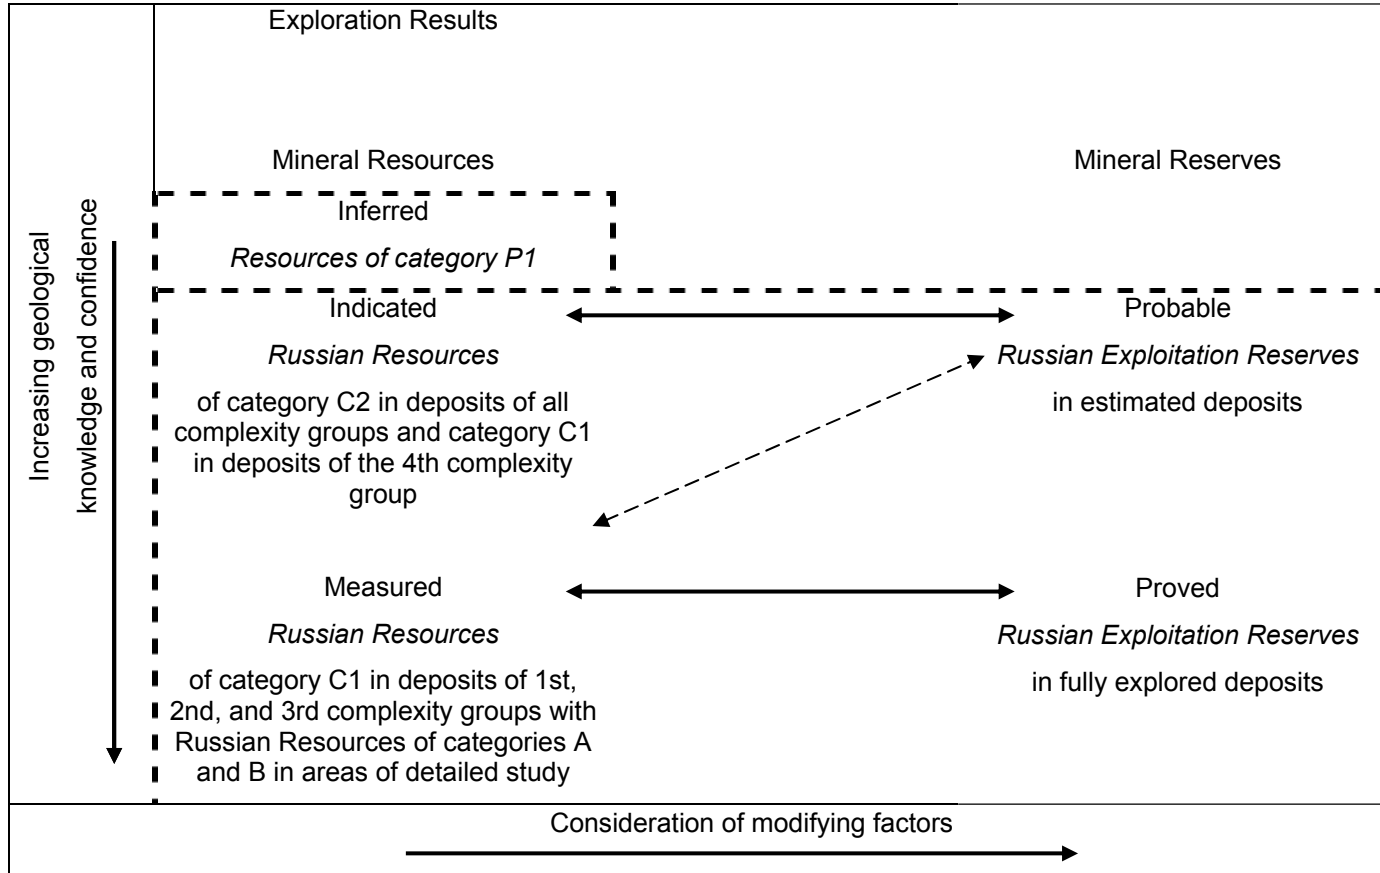 Exploration Results
Mineral Resources
Mineral Reserves
Increasing geological
knowledge and confidence
Inferred
Resources of category P1
Indicated
Probable
Russian Resources
Russian Exploitation Reserves
of category C2 in deposits of all
complexity groups and category C1
in deposits of the 4th complexity
group
in estimated deposits
Measured
Proved
Russian Resources
Russian Exploitation Reserves
of category C1 in deposits of 1st,
2nd, and 3rd complexity groups with
Russian Resources of categories A
and B in areas of detailed study
in fully explored deposits
Consideration of modifying factors